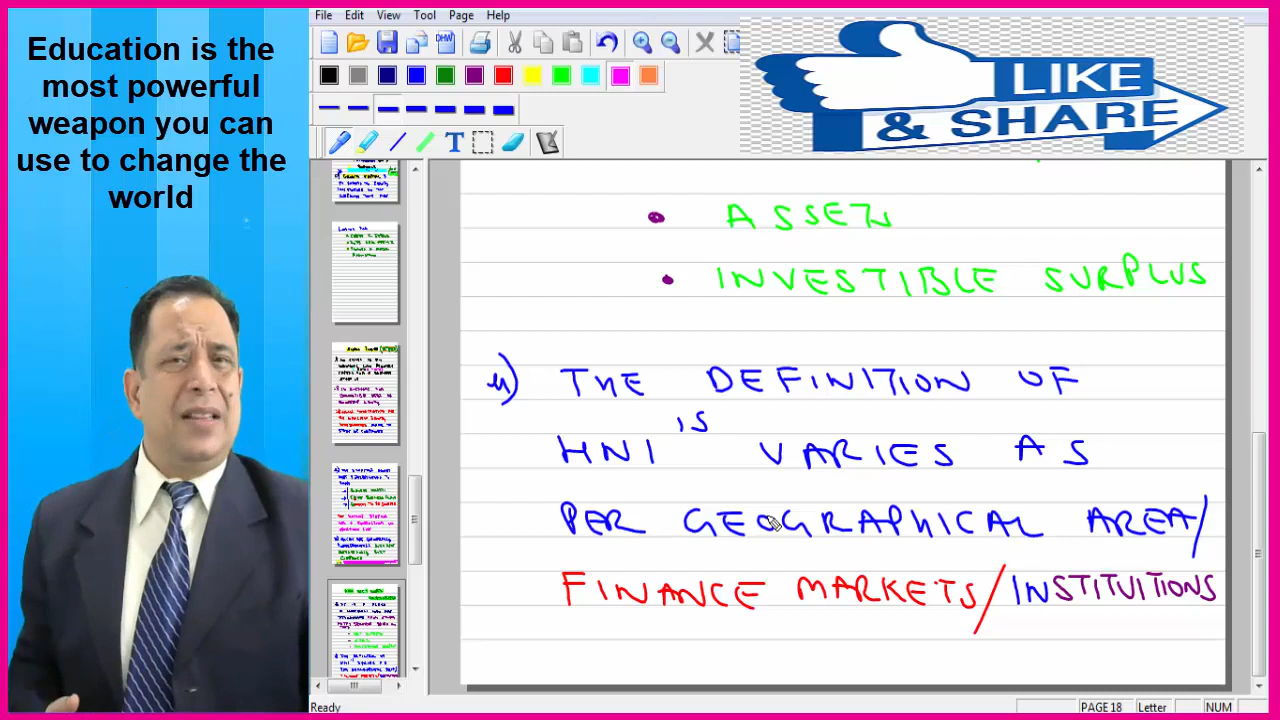 Education is the
most powerful
weapon you can
use to change the
world
File Edit View Tool Page Help
DHW
T
LIKE
& SHARE
• ASSETS
• INVESTIBLE SURPLUS
THE DEFINITION OF
HNI IS VARIES AS
PER GEOGRAPHICAL AREA/
FINANCE MARKETS/INSTITUITIONS
Ready
PAGE 18 Letter NUM